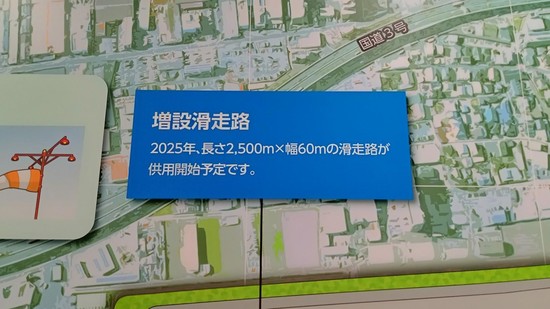 国道3号
増設滑走路
2025年、長さ2,500m×幅60mの滑走路が
供用開始予定です。